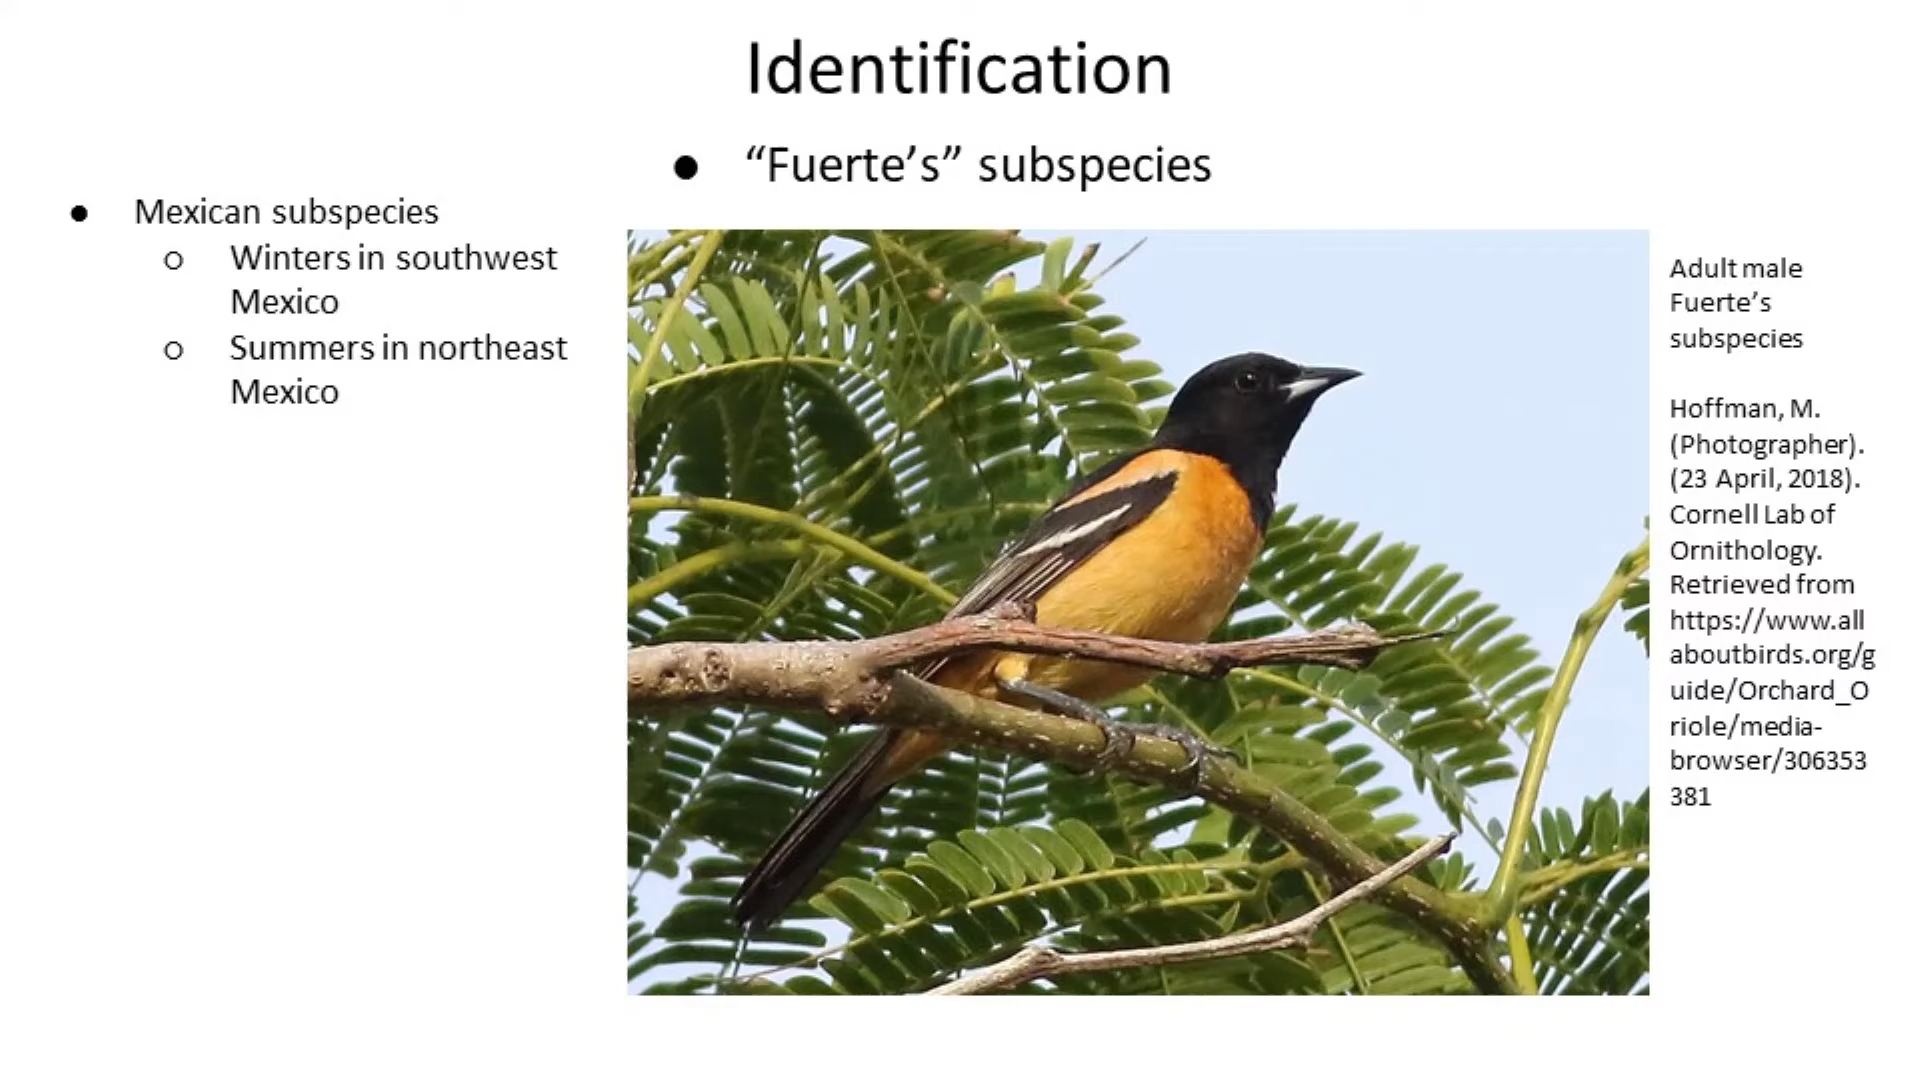 Identification
● “Fuerte’s” subspecies
● Mexican subspecies
○ Winters in southwest
Mexico
○ Summers in northeast
Mexico
Adult male
Fuerte’s
subspecies
Hoffman, M.
(Photographer).
(23 April, 2018).
Cornell Lab of
Ornithology.
Retrieved from
https://www.all
aboutbirds.org/g
uide/Orchard_O
riole/media-
browser/306353
381